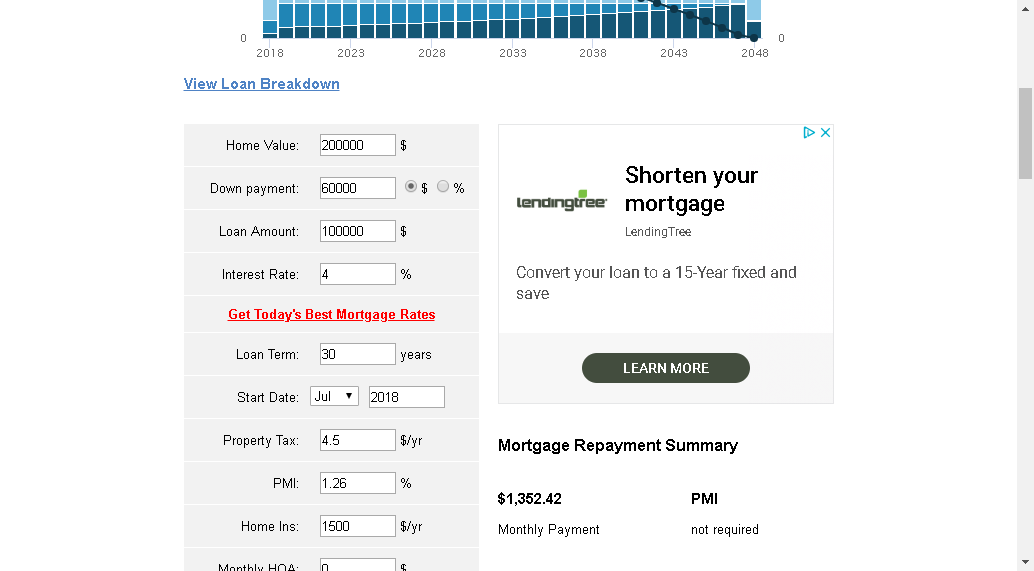 0
0
2018 2023 2028 2033 2038 2043 2048
View Loan Breakdown
Home Value: 200000 $
Down payment: 60000 $ %
Loan Amount: 100000 $
Interest Rate: 4 %
Get Today's Best Mortgage Rates
Loan Term: 30 years
Start Date: Jul 2018
Property Tax: 4.5 $/yr
PMI: 1.26 %
Home Ins: 1500 $/yr
Monthly HOA: 0 $
lendingtree
Shorten your
mortgage
LendingTree
Convert your loan to a 15-Year fixed and
save
LEARN MORE
Mortgage Repayment Summary
$1,352.42 PMI
Monthly Payment not required